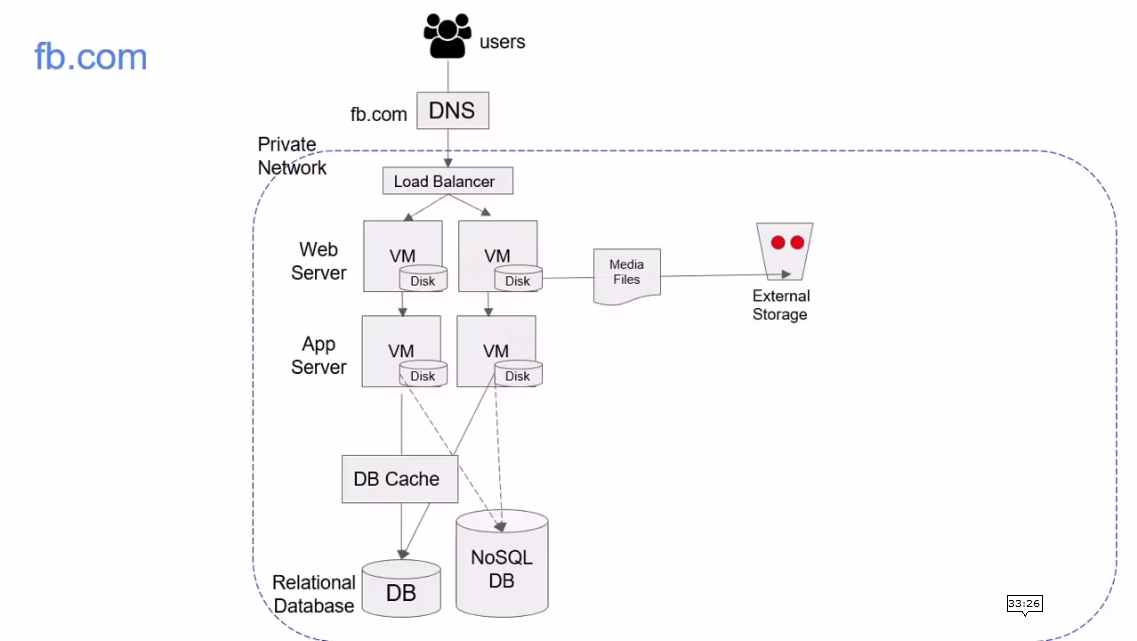 fb.com
users
fb.com
DNS
Private
Network
Load Balancer
Web
Server
VM
Disk
VM
Disk
Media
Files
External
Storage
App
Server
VM
Disk
VM
Disk
DB Cache
Relational
Database
DB
NoSQL
DB
33:26